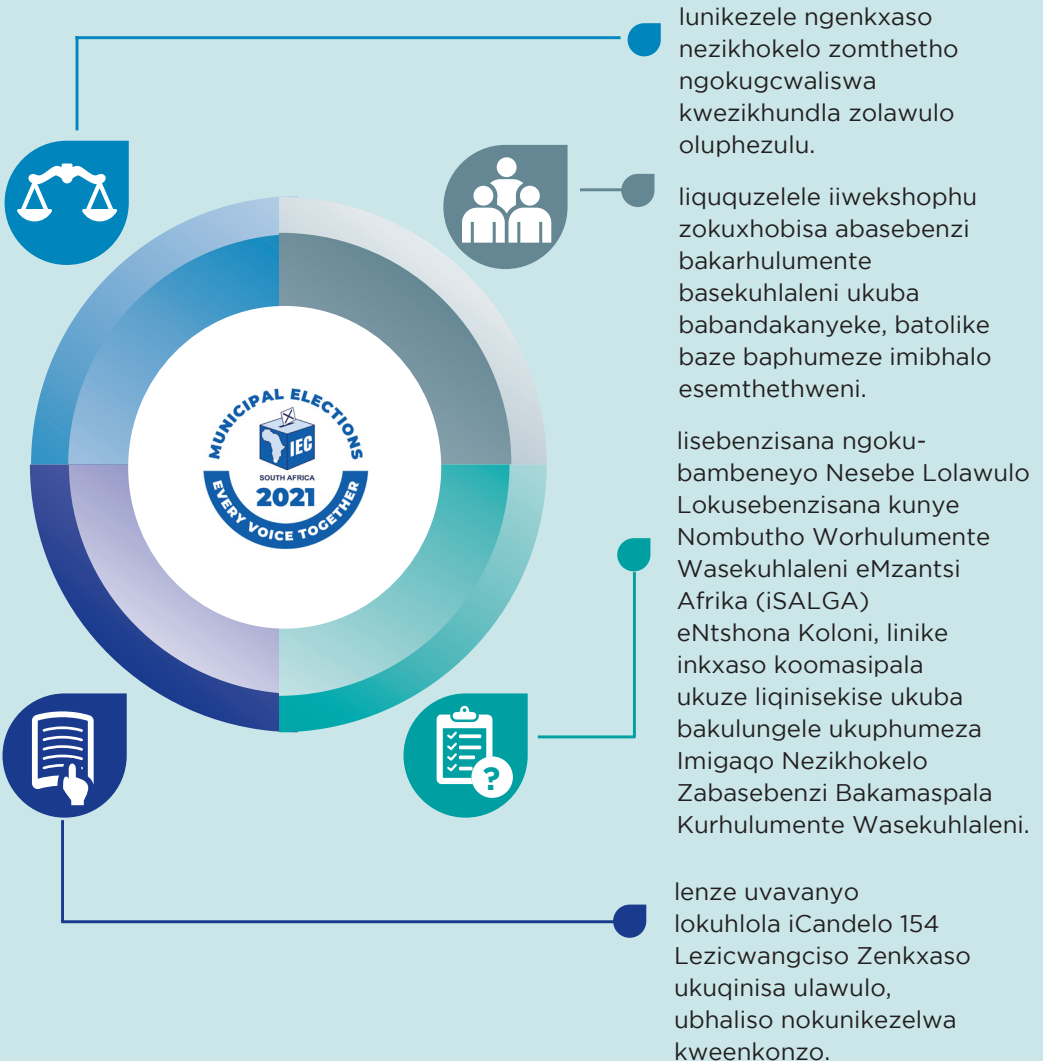 lunikezele ngenkxaso
nezikhokelo zomthetho
ngokugcwaliswa
kwezikhundla zolawulo
oluphezulu.
liququzelele iiwekshophu
zokuxhobisa abasebenzi
bakarhulumente
basekuhlaleni ukuba
babandakanyeke, batolike
baze baphumeze imibhalo
esemthethweni.
MUNICIPAL ELECTIONS
IEC
SOUTH AFRICA
2021
EVERY VOICE TOGETHER
lisebenzisana ngoku-
bambeneyo Nesebe Lolawulo
Lokusebenzisana kunye
Nombutho Worhulumente
Wasekuhlaleni eMzantsi
Afrika (iSALGA)
eNtshona Koloni, linike
inkxaso koomasipala
ukuze liqinisekise ukuba
bakulungele ukuphumeza
Imigaqo Nezikhokelo
Zabasebenzi Bakamaspala
Kurhulumente Wasekuhlaleni.
?
lenze uvavanyo
lokuhlola iCandelo 154
Lezicwangciso Zenkxaso
ukuqinisa ulawulo,
ubhaliso nokunikezelwa
kweenkonzo.